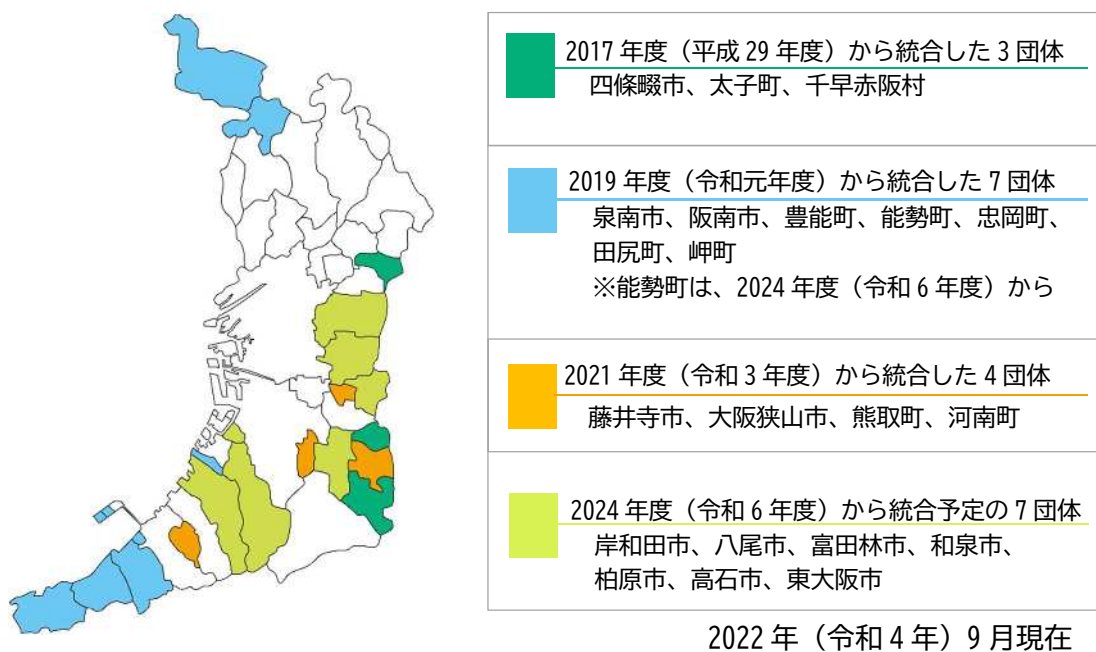 2017 年度（平成 29 年度）から統合した 3 団体
四條畷市、太子町、千早赤阪村
2019 年度（令和元年度）から統合した 7 団体
泉南市、阪南市、豊能町、能勢町、忠岡町、
田尻町、岬町
※能勢町は、2024 年度（令和 6 年度）から
2021 年度（令和 3 年度）から統合した 4 団体
藤井寺市、大阪狭山市、熊取町、河南町
2024 年度（令和 6 年度）から統合予定の 7 団体
岸和田市、八尾市、富田林市、和泉市、
柏原市、高石市、東大阪市
2022 年（令和 4 年）9 月現在